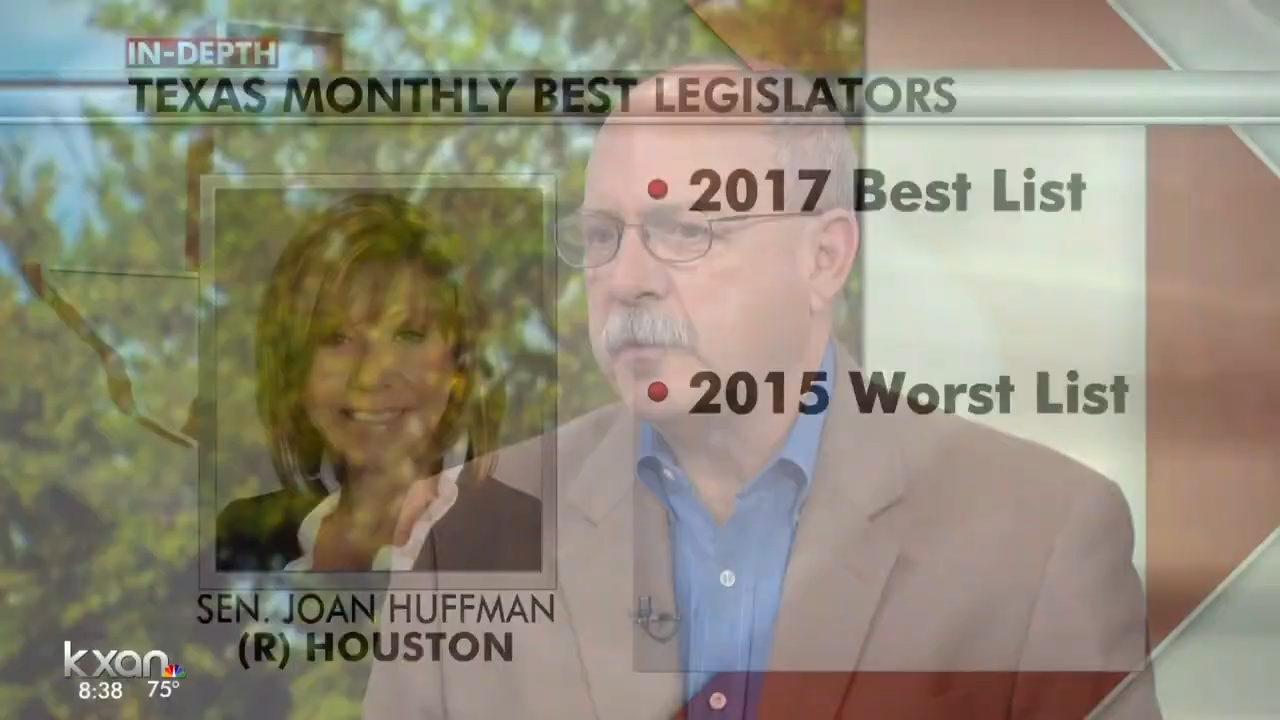 IN-DEPTH
TEXAS MONTHLY BEST LEGISLATORS
• 2017 Best List
• 2015 Worst List
SEN. JOAN HUFFMAN
(R) HOUSTON
kxan
8:38 75°